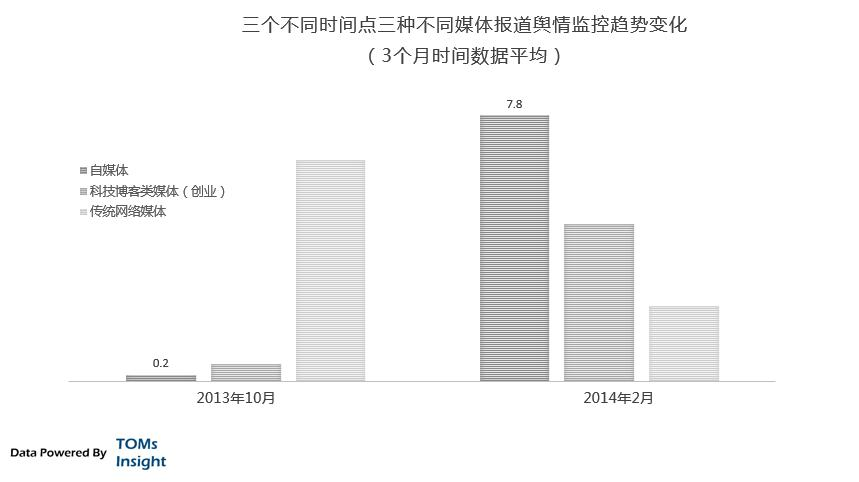 三个不同时间点三种不同媒体报道舆情监控趋势变化
（3个月时间数据平均）
7.8
自媒体
科技博客类媒体（创业）
传统网络媒体
0.2
2013年10月
2014年2月
Data Powered By
TOMs
Insight